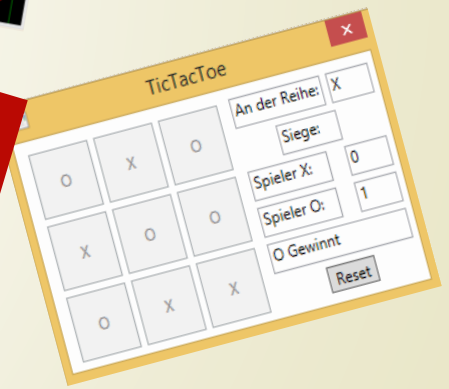 TicTacToe
O X O
X O O
O X X
An der Reihe: X
Siege:
Spieler X: 0
Spieler O: 1
O Gewinnt
Reset